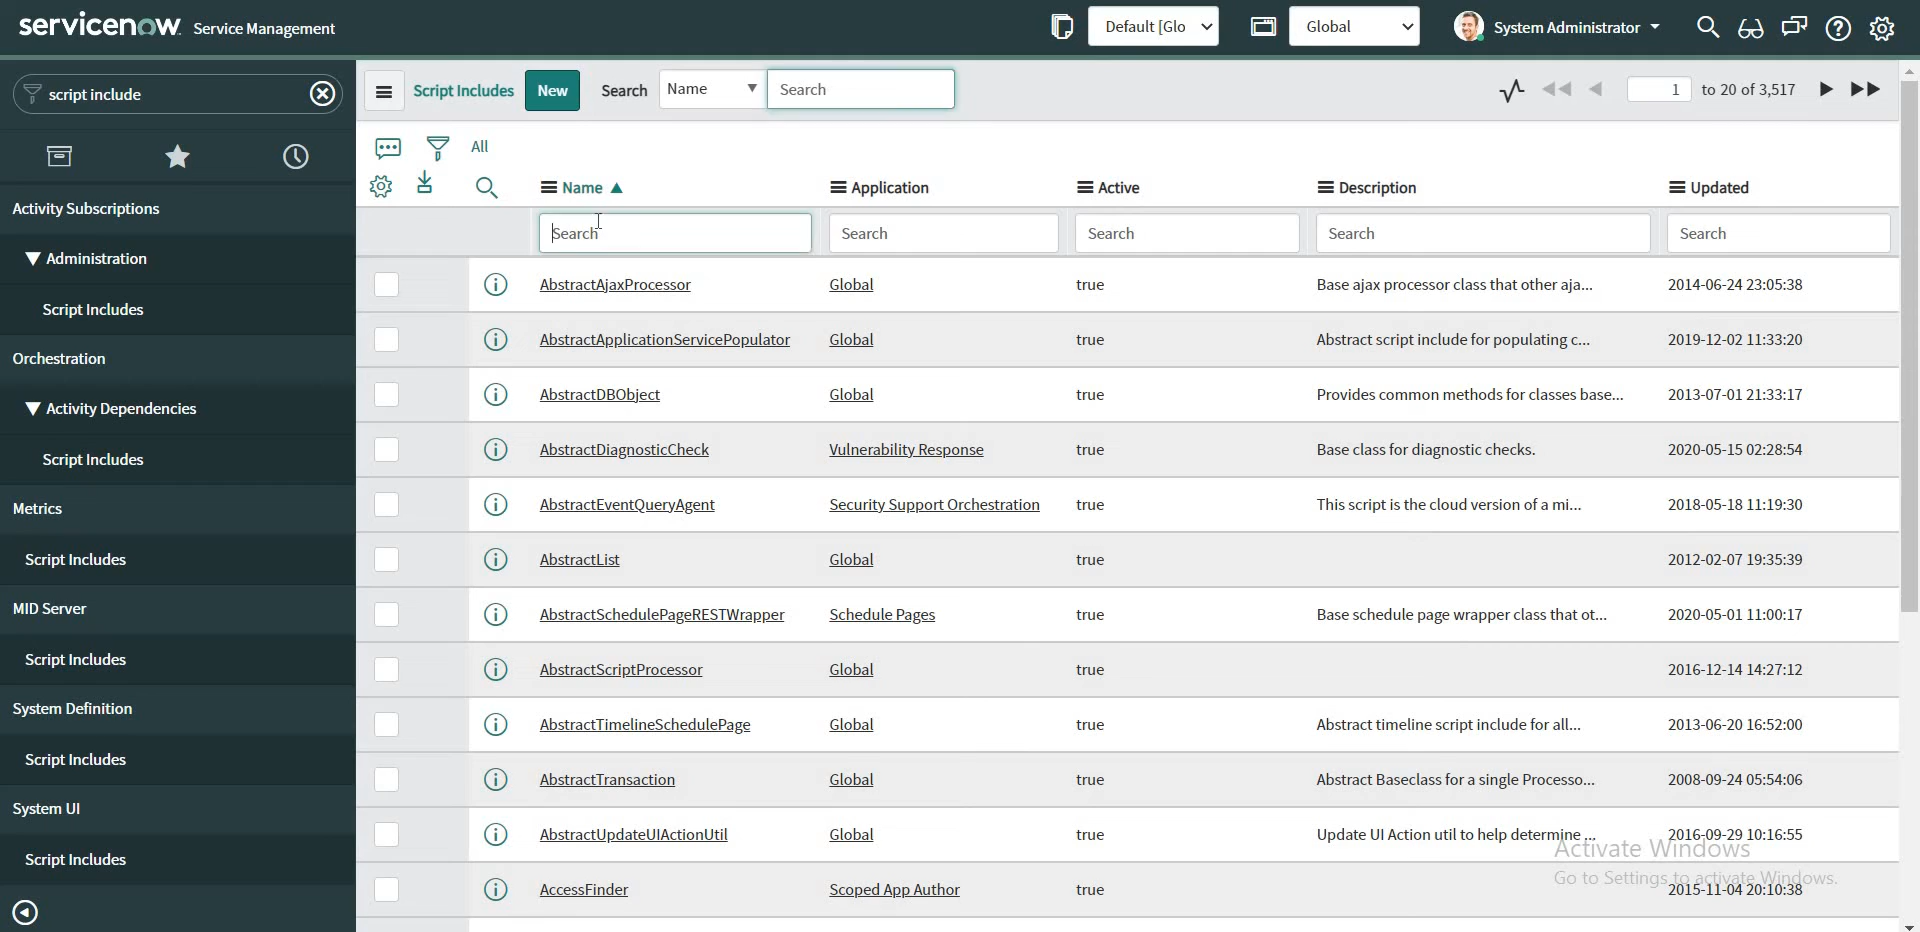 servicenow. Service Management
Default [Glo
Global
System Administrator
script include
Script Includes
New
Search
Name
Search
1 to 20 of 3,517
All
Name
Application
Active
Description
Updated
Search
Search
Search
Search
Search
Activity Subscriptions
Administration
Script Includes
Orchestration
Activity Dependencies
Script Includes
Metrics
Script Includes
MID Server
Script Includes
System Definition
Script Includes
System UI
Script Includes
AbstractAjaxProcessor Global true Base ajax processor class that other aja... 2014-06-24 23:05:38
AbstractApplicationServicePopulator Global true Abstract script include for populating c... 2019-12-02 11:33:20
AbstractDBObject Global true Provides common methods for classes base... 2013-07-01 21:33:17
AbstractDiagnosticCheck Vulnerability Response true Base class for diagnostic checks. 2020-05-15 02:28:54
AbstractEventQueryAgent Security Support Orchestration true This script is the cloud version of a mi... 2018-05-18 11:19:30
AbstractList Global true 2012-02-07 19:35:39
AbstractSchedulePageRESTWrapper Schedule Pages true Base schedule page wrapper class that ot... 2020-05-01 11:00:17
AbstractScriptProcessor Global true 2016-12-14 14:27:12
AbstractTimelineSchedulePage Global true Abstract timeline script include for all... 2013-06-20 16:52:00
AbstractTransaction Global true Abstract Baseclass for a single Processo... 2008-09-24 05:54:06
AbstractUpdateUIActionUtil Global true Update UI Action util to help determine ... 2016-09-29 10:16:55
AccessFinder Scoped App Author true 2015-11-04 20:10:38
Activate Windows
Go to Settings to activate Windows.